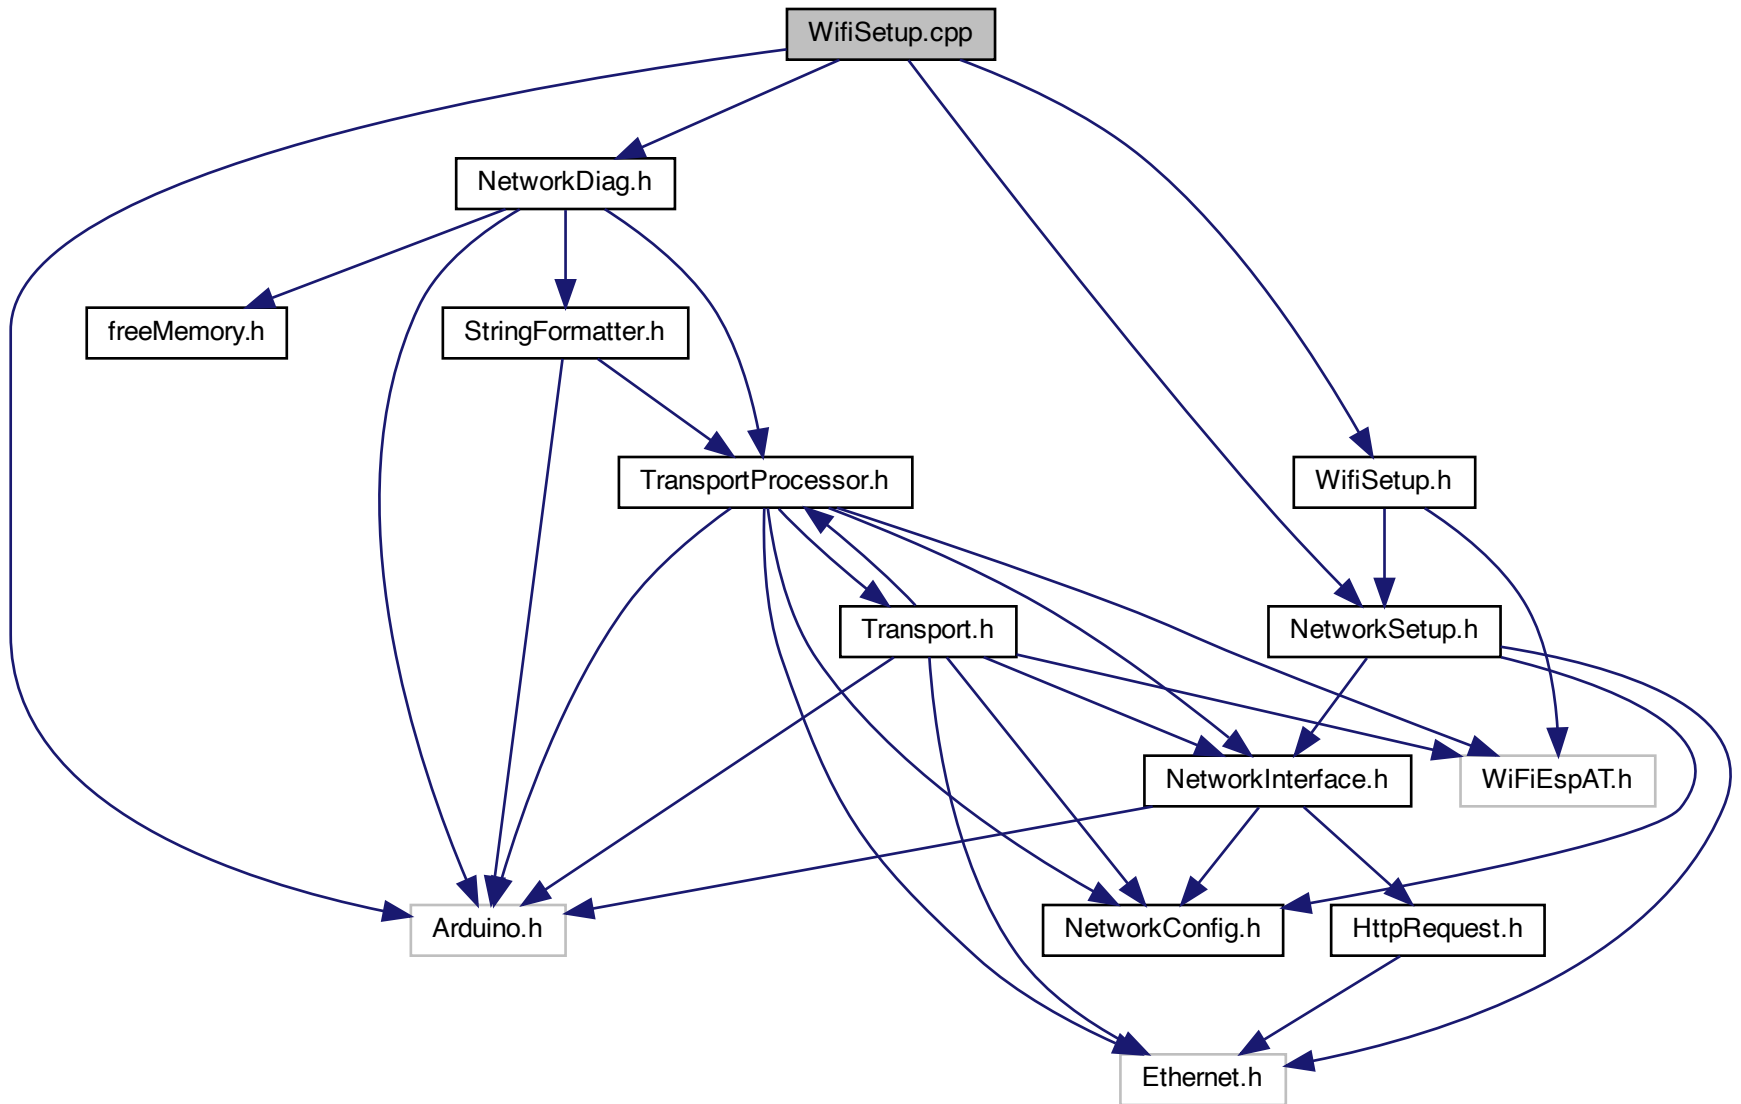 WifiSetup.cpp
NetworkDiag.h
freeMemory.h
StringFormatter.h
TransportProcessor.h
WifiSetup.h
Transport.h
NetworkSetup.h
NetworkInterface.h
WiFiEspAT.h
Arduino.h
NetworkConfig.h
HttpRequest.h
Ethernet.h